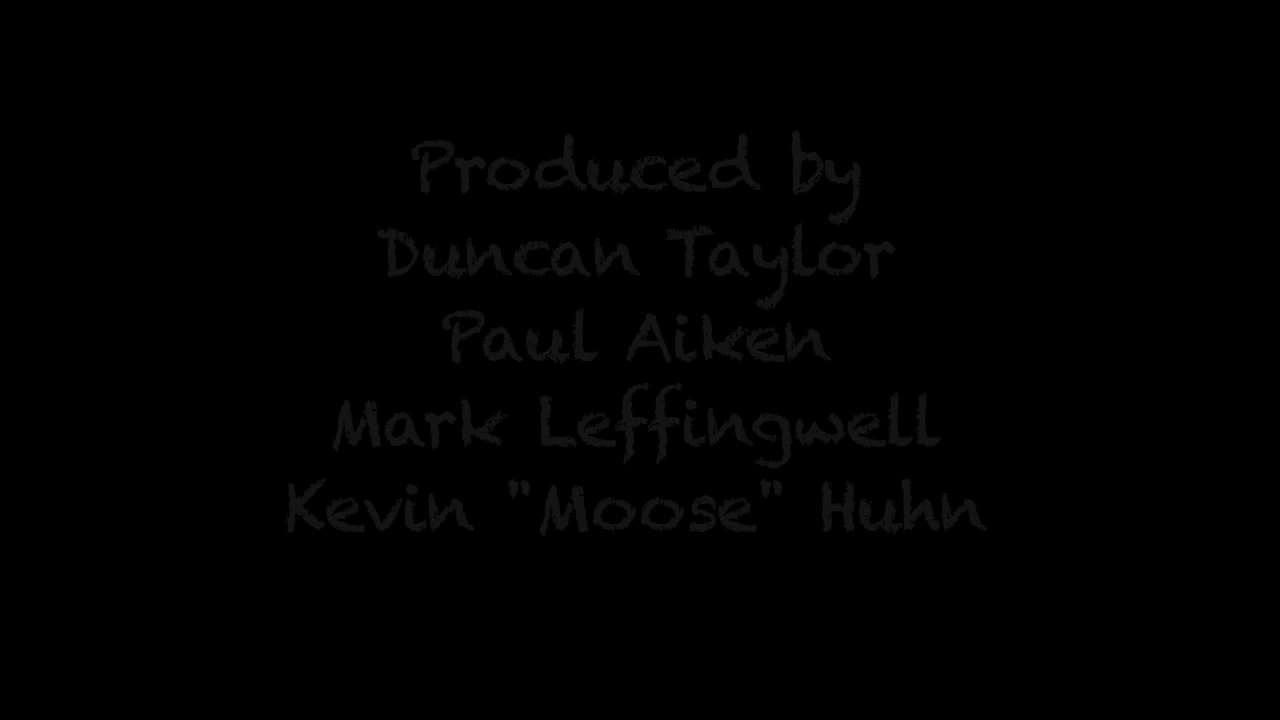 Produced by
Duncan Taylor
Paul Aiken
Mark Leffingwell
Kevin "Moose" Huhn